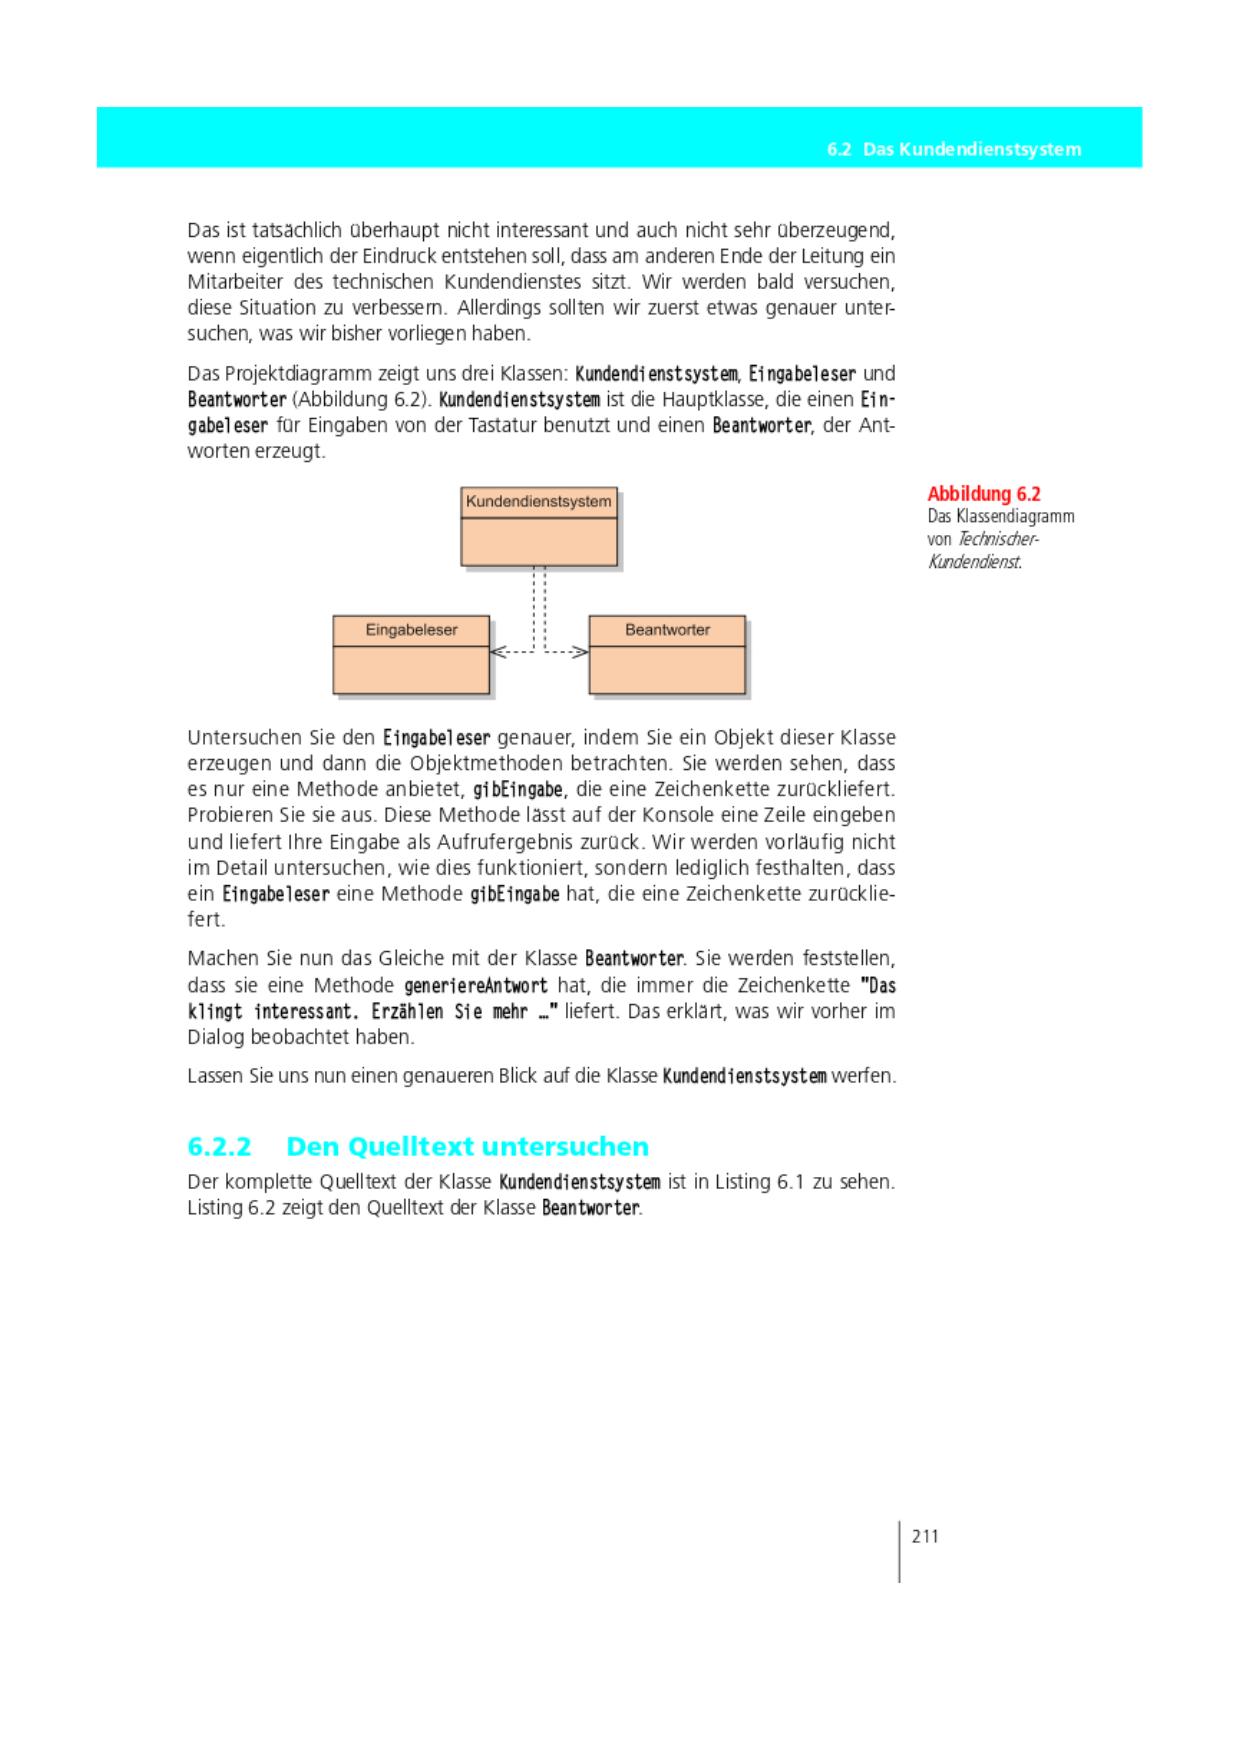 6.2 Das Kundendienstsystem
Das ist tatsächlich überhaupt nicht interessant und auch nicht sehr überzeugend,
wenn eigentlich der Eindruck entstehen soll, dass am anderen Ende der Leitung ein
Mitarbeiter des technischen Kundendienstes sitzt. Wir werden bald versuchen,
diese Situation zu verbessern. Allerdings sollten wir zuerst etwas genauer unter-
suchen, was wir bisher vorliegen haben.
Das Projektdiagramm zeigt uns drei Klassen: Kundendienstsystem, Eingabeleser und
Beantworter (Abbildung 6.2). Kundendienstsystem ist die Hauptklasse, die einen Ein-
gabeleser für Eingaben von der Tastatur benutzt und einen Beantworter, der Ant-
worten erzeugt.
Kundendienstsystem
Eingabeleser
Beantworter
Abbildung 6.2
Das Klassendiagramm
von Technischer-
Kundendienst.
Untersuchen Sie den Eingabeleser genauer, indem Sie ein Objekt dieser Klasse
erzeugen und dann die Objektmethoden betrachten. Sie werden sehen, dass
es nur eine Methode anbietet, gibEingabe, die eine Zeichenkette zurückliefert.
Probieren Sie sie aus. Diese Methode lässt auf der Konsole eine Zeile eingeben
und liefert Ihre Eingabe als Aufrufergebnis zurück. Wir werden vorläufig nicht
im Detail untersuchen, wie dies funktioniert, sondern lediglich festhalten, dass
ein Eingabeleser eine Methode gibEingabe hat, die eine Zeichenkette zurücklie-
fert.
Machen Sie nun das Gleiche mit der Klasse Beantworter. Sie werden feststellen,
dass sie eine Methode generiereAntwort hat, die immer die Zeichenkette "Das
klingt interessant. Erzählen Sie mehr …" liefert. Das erklärt, was wir vorher im
Dialog beobachtet haben.
Lassen Sie uns nun einen genaueren Blick auf die Klasse Kundendienstsystem werfen.
6.2.2 Den Quelltext untersuchen
Der komplette Quelltext der Klasse Kundendienstsystem ist in Listing 6.1 zu sehen.
Listing 6.2 zeigt den Quelltext der Klasse Beantworter.
211